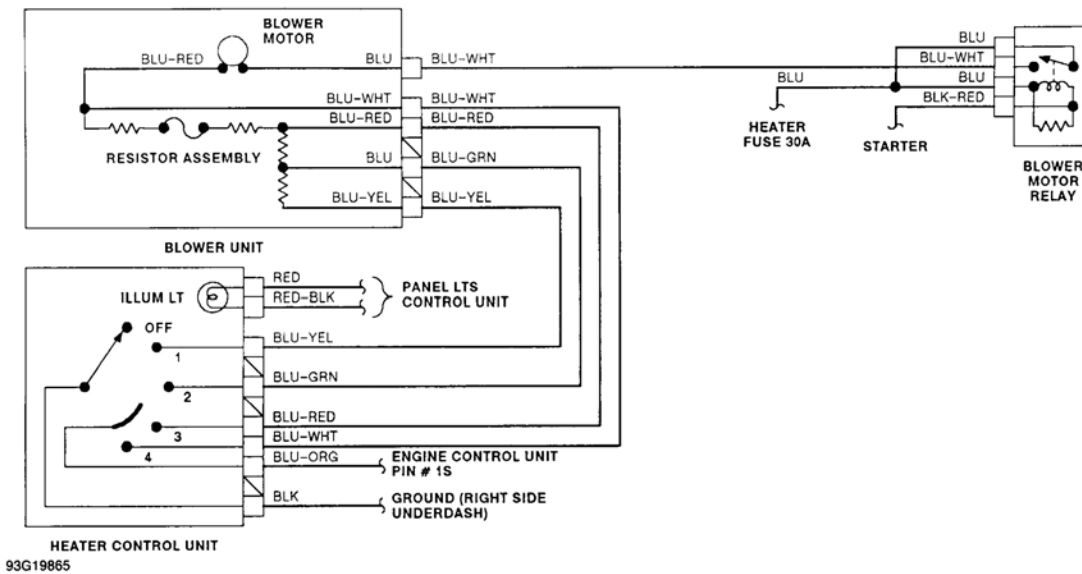 BLOWER
MOTOR
BLU-RED
BLU
BLU-WHT
BLU-WHT
BLU-WHT
BLU-RED
BLU-RED
RESISTOR ASSEMBLY
BLU
BLU-GRN
BLU-YEL
BLU-YEL
BLOWER UNIT
BLU
BLU-WHT
BLU
BLU
BLK-RED
HEATER
FUSE 30A
STARTER
BLOWER
MOTOR
RELAY
ILLUM LT
RED
RED-BLK
PANEL LTS
CONTROL UNIT
OFF
1
BLU-YEL
2
BLU-GRN
3
BLU-RED
4
BLU-WHT
BLU-ORG
ENGINE CONTROL UNIT
PIN # 1S
BLK
GROUND (RIGHT SIDE
UNDERDASH)
HEATER CONTROL UNIT
93G19865